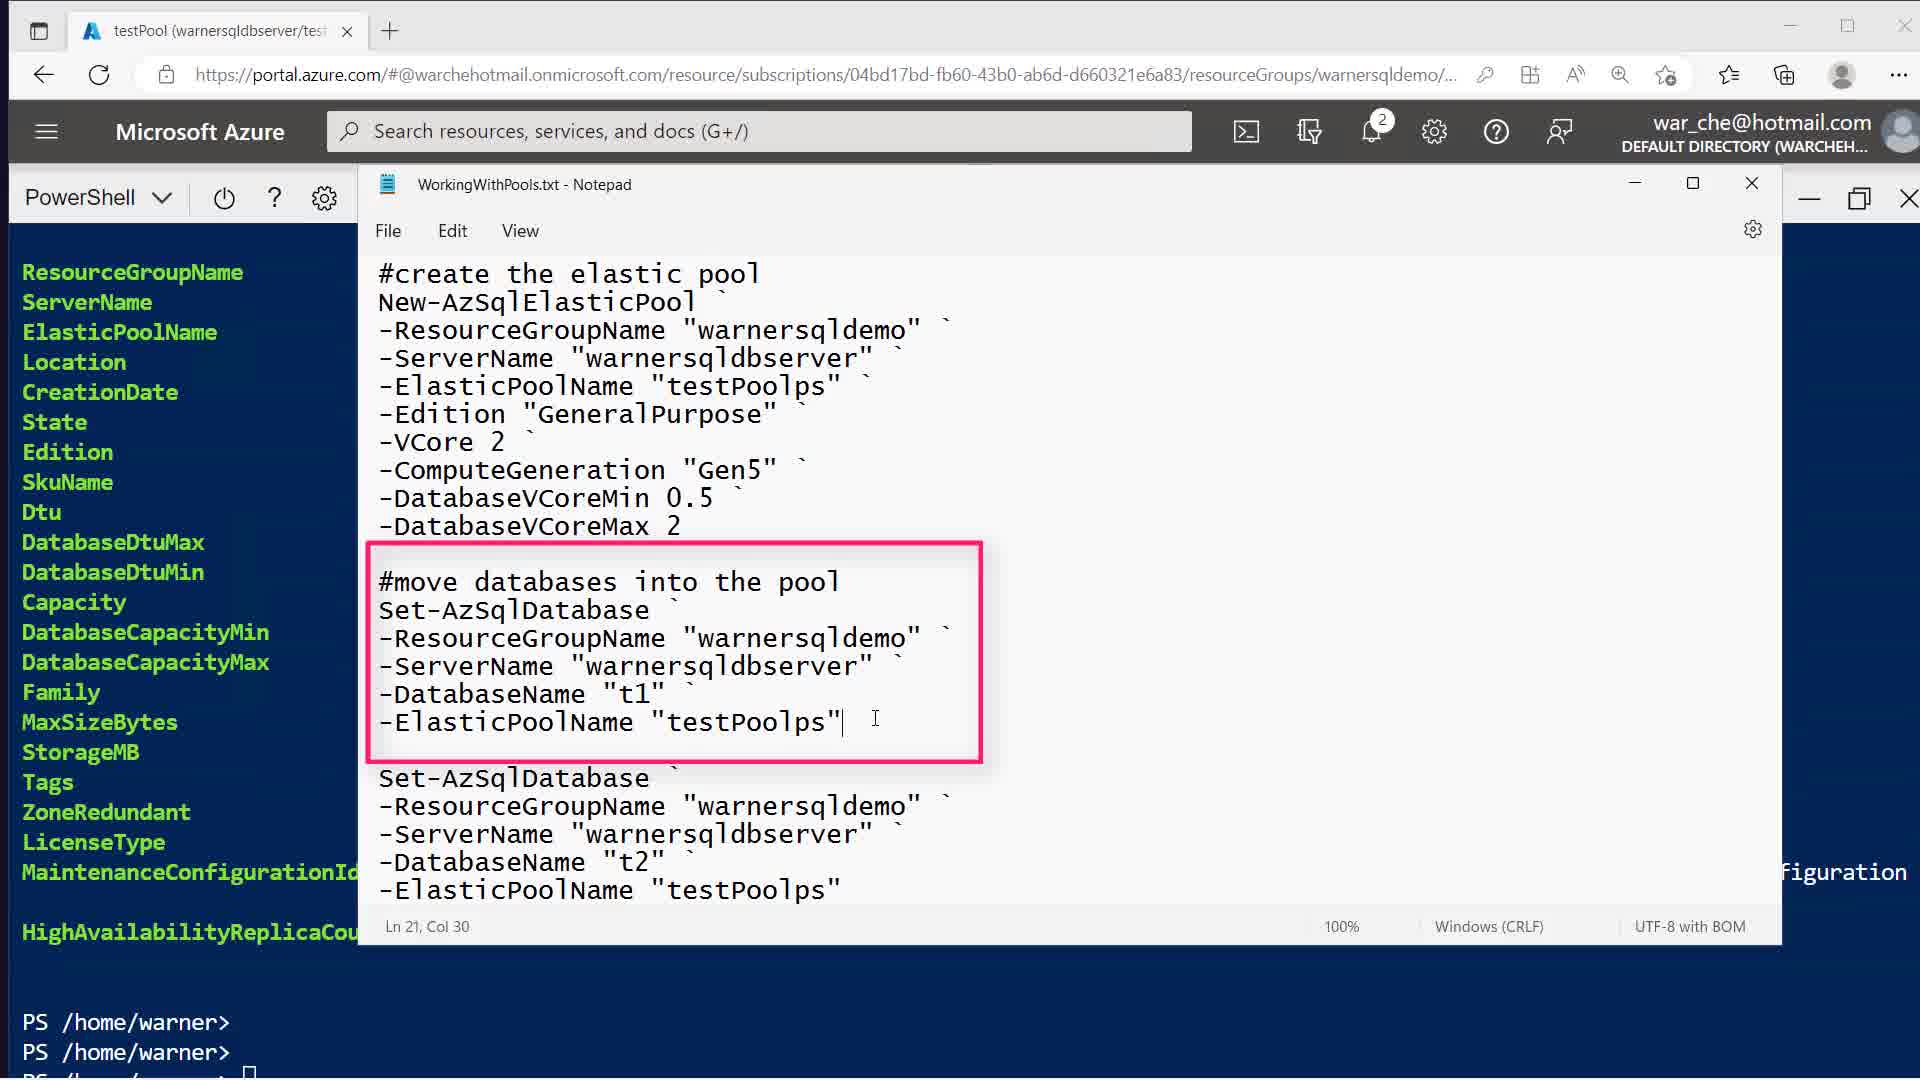 testPool (warnersqldbserver/test
https://portal.azure.com/#@warchehotmail.onmicrosoft.com/resource/subscriptions/04bd17bd-fb60-43b0-ab6d-d660321e6a83/resourceGroups/warnersqldemo/...
Microsoft Azure
Search resources, services, and docs (G+/)
2
war_che@hotmail.com
DEFAULT DIRECTORY (WARCHEH...
PowerShell
?
WorkingWithPools.txt - Notepad
File Edit View
ResourceGroupName
ServerName
ElasticPoolName
Location
CreationDate
State
Edition
SkuName
Dtu
DatabaseDtuMax
DatabaseDtuMin
Capacity
DatabaseCapacityMin
DatabaseCapacityMax
Family
MaxSizeBytes
StorageMB
Tags
ZoneRedundant
LicenseType
MaintenanceConfigurationId
figuration
HighAvailabilityReplicaCou
#create the elastic pool
New-AzSqlElasticPool `
-ResourceGroupName "warnersqldemo" `
-ServerName "warnersqldbserver" `
-ElasticPoolName "testPoolps" `
-Edition "GeneralPurpose" `
-VCore 2 `
-ComputeGeneration "Gen5" `
-DatabaseVCoreMin 0.5 `
-DatabaseVCoreMax 2
#move databases into the pool
Set-AzSqlDatabase `
-ResourceGroupName "warnersqldemo" `
-ServerName "warnersqldbserver" `
-DatabaseName "t1" `
-ElasticPoolName "testPoolps"
Set-AzSqlDatabase `
-ResourceGroupName "warnersqldemo" `
-ServerName "warnersqldbserver" `
-DatabaseName "t2" `
-ElasticPoolName "testPoolps"
Ln 21, Col 30
100%
Windows (CRLF)
UTF-8 with BOM
PS /home/warner>
PS /home/warner>
PS /home/warner>